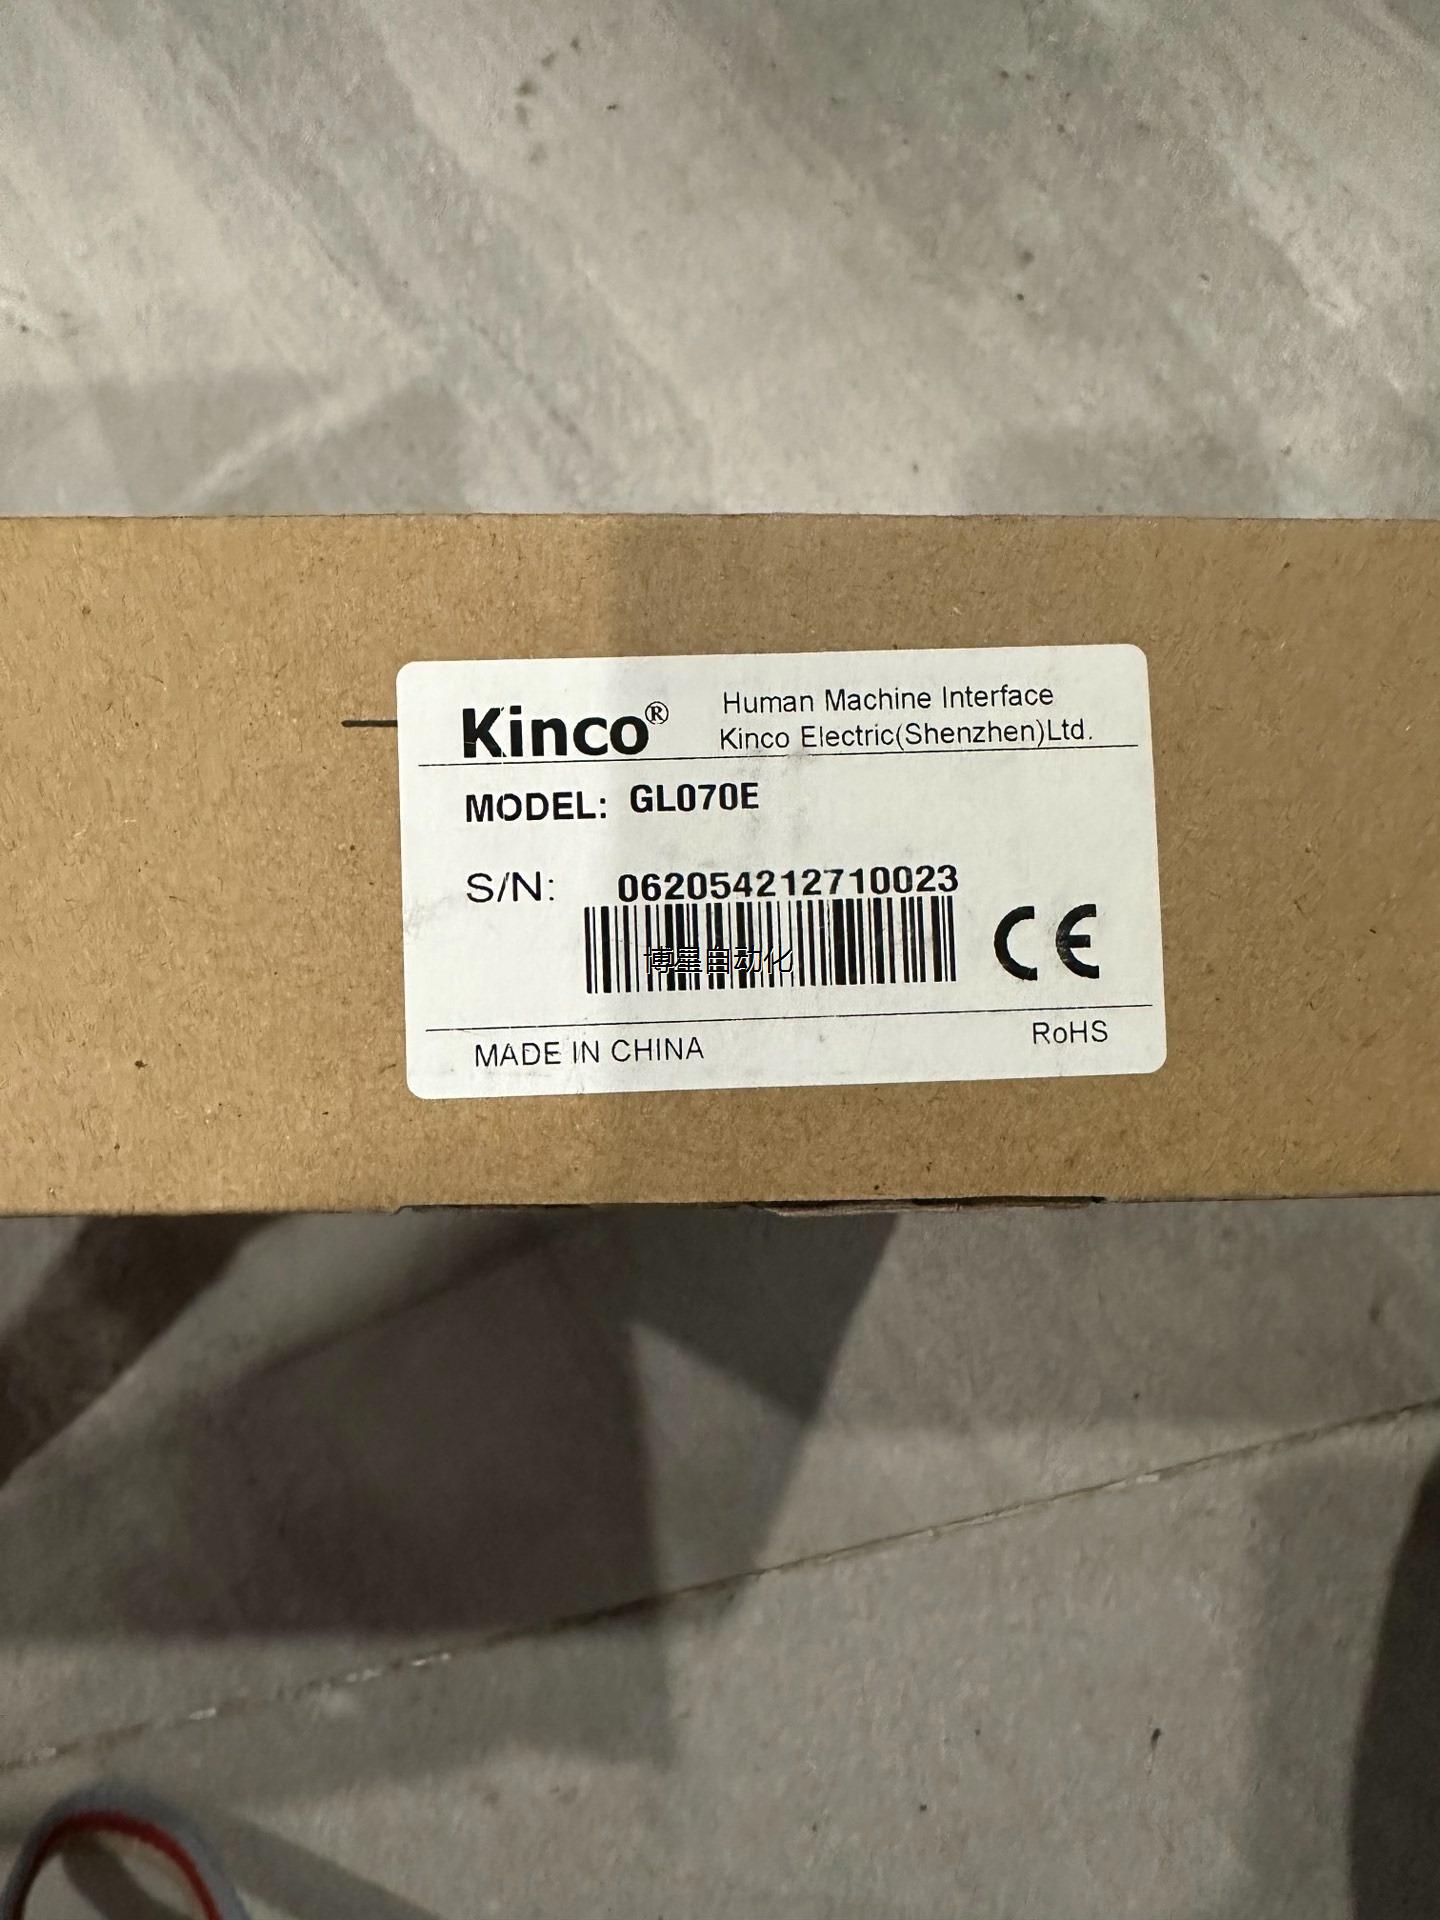 Kinco®
Human Machine Interface
Kinco Electric(Shenzhen)Ltd.
MODEL: GL070E
S/N: 062054212710023
博星自动化
CE
MADE IN CHINA
RoHS